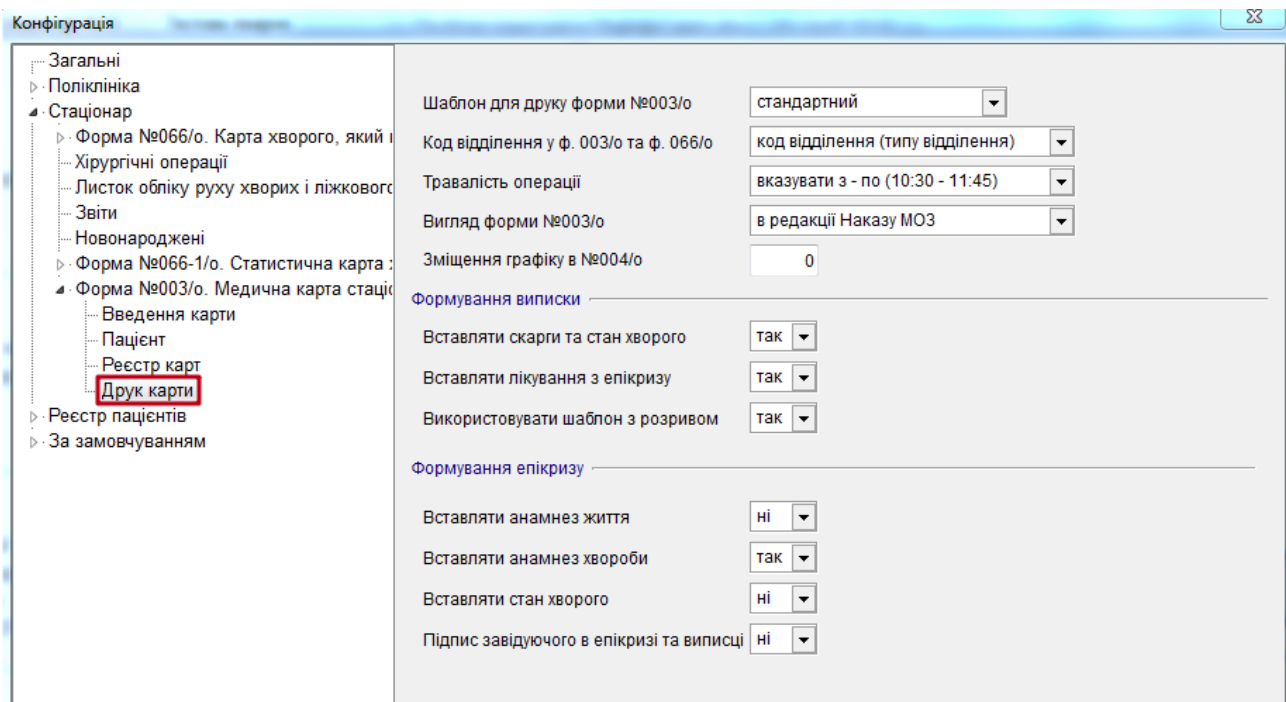 Конфігурація
Загальні
Поліклініка
Стаціонар
Форма №066/о. Карта хворого, який
Хірургічні операції
Листок обліку руху хворих і ліжкового
Звіти
Новонароджені
Форма №066-1/о. Статистична карта
Форма №003/о. Медична карта стаціо
Введення карти
Пацієнт
Реєстр карт
Друк карти
Реєстр пацієнтів
За замовчуванням
Шаблон для друку форми №003/о стандартний
Код відділення у ф. 003/о та ф. 066/о код відділення (типу відділення)
Травалість операції вказувати з - по (10:30 - 11:45)
Вигляд форми №003/о в редакції Наказу МОЗ
Зміщення графіку в №004/о 0
Формування виписки
Вставляти скарги та стан хворого так
Вставляти лікування з епікризу так
Використовувати шаблон з розривом так
Формування епікризу
Вставляти анамнез життя ні
Вставляти анамнез хвороби так
Вставляти стан хворого ні
Підпис завідуючого в епікризі та виписці ні